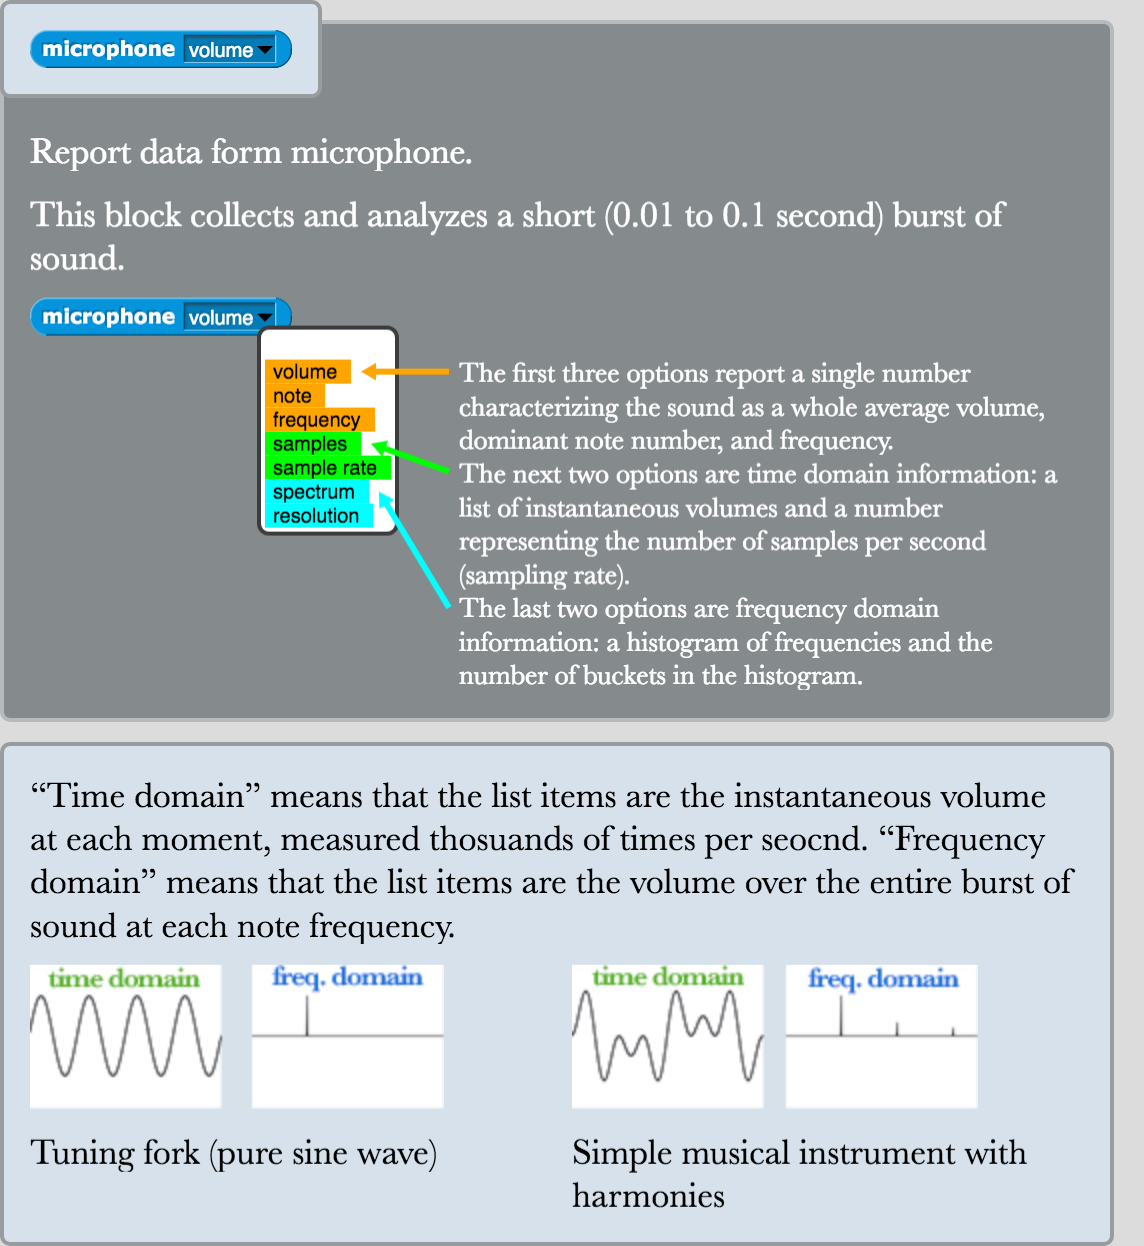 microphone volume
Report data form microphone.
This block collects and analyzes a short (0.01 to 0.1 second) burst of
sound.
microphone volume
volume
note
frequency
samples
sample rate
spectrum
resolution
The first three options report a single number
characterizing the sound as a whole average volume,
dominant note number, and frequency.
The next two options are time domain information: a
list of instantaneous volumes and a number
representing the number of samples per second
(sampling rate).
The last two options are frequency domain
information: a histogram of frequencies and the
number of buckets in the histogram.
“Time domain” means that the list items are the instantaneous volume
at each moment, measured thosuands of times per seocnd. “Frequency
domain” means that the list items are the volume over the entire burst of
sound at each note frequency.
time domain
freq. domain
time domain
freq. domain
Tuning fork (pure sine wave)
Simple musical instrument with
harmonies